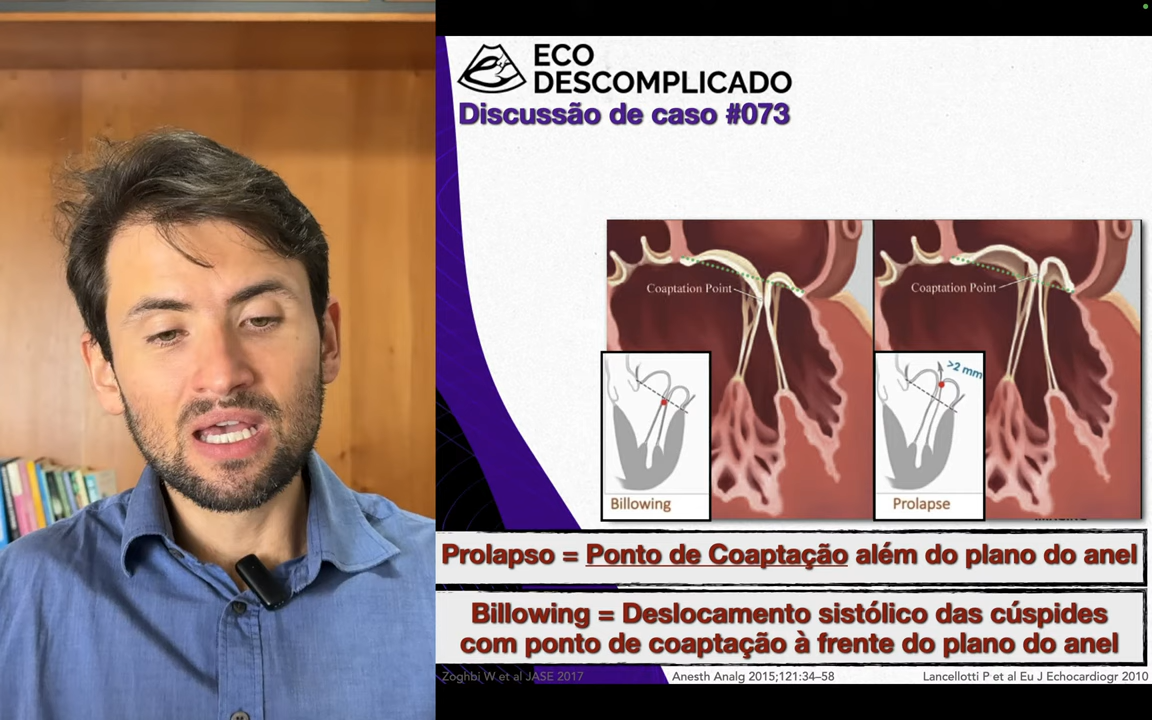 ECO
DESCOMPLICADO
Discussão de caso #073
Coaptation Point
Coaptation Point
>2 mm
Billowing
Prolapse
Prolapso = Ponto de Coaptação além do plano do anel
Billowing = Deslocamento sistólico das cúspides
com ponto de coaptação à frente do plano do anel
Zoghbi W et al JASE 2017
Anesth Analg 2015;121:34–58
Lancellotti P et al Eu J Echocardiogr 2010